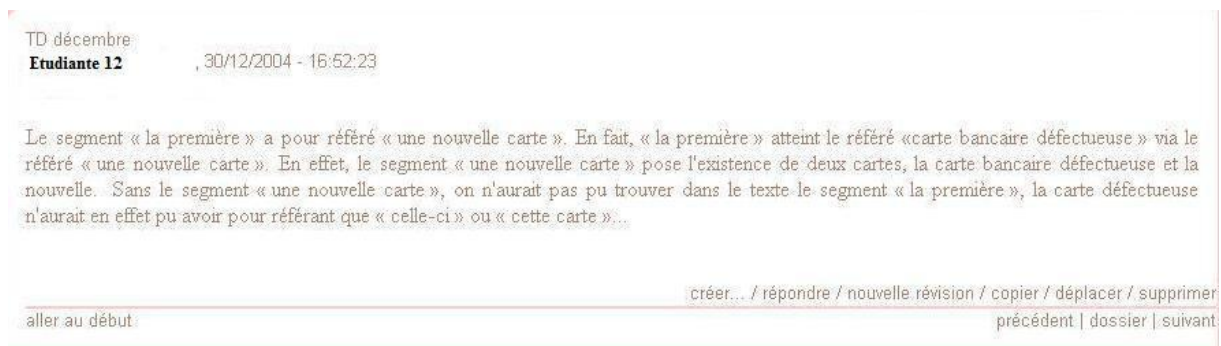 TD décembre
Etudiante 12 , 30/12/2004 - 16:52:23
Le segment « la première » a pour référé « une nouvelle carte ». En fait, « la première » atteint le référé «carte bancaire défectueuse » via le
référé « une nouvelle carte ». En effet, le segment « une nouvelle carte » pose l'existence de deux cartes, la carte bancaire défectueuse et la
nouvelle. Sans le segment « une nouvelle carte », on n'aurait pas pu trouver dans le texte le segment « la première », la carte défectueuse
n'aurait en effet pu avoir pour référant que « celle-ci » ou « cette carte »...
créer... / répondre / nouvelle révision / copier / déplacer / supprimer
aller au début précédent | dossier | suivant